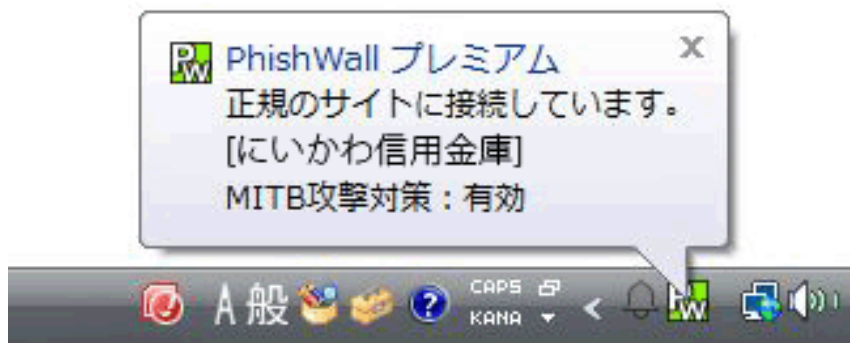 PhishWall プレミアム
正規のサイトに接続しています。
[にいかわ信用金庫]
MITB攻撃対策：有効
A 般 ? CAPS
KANA